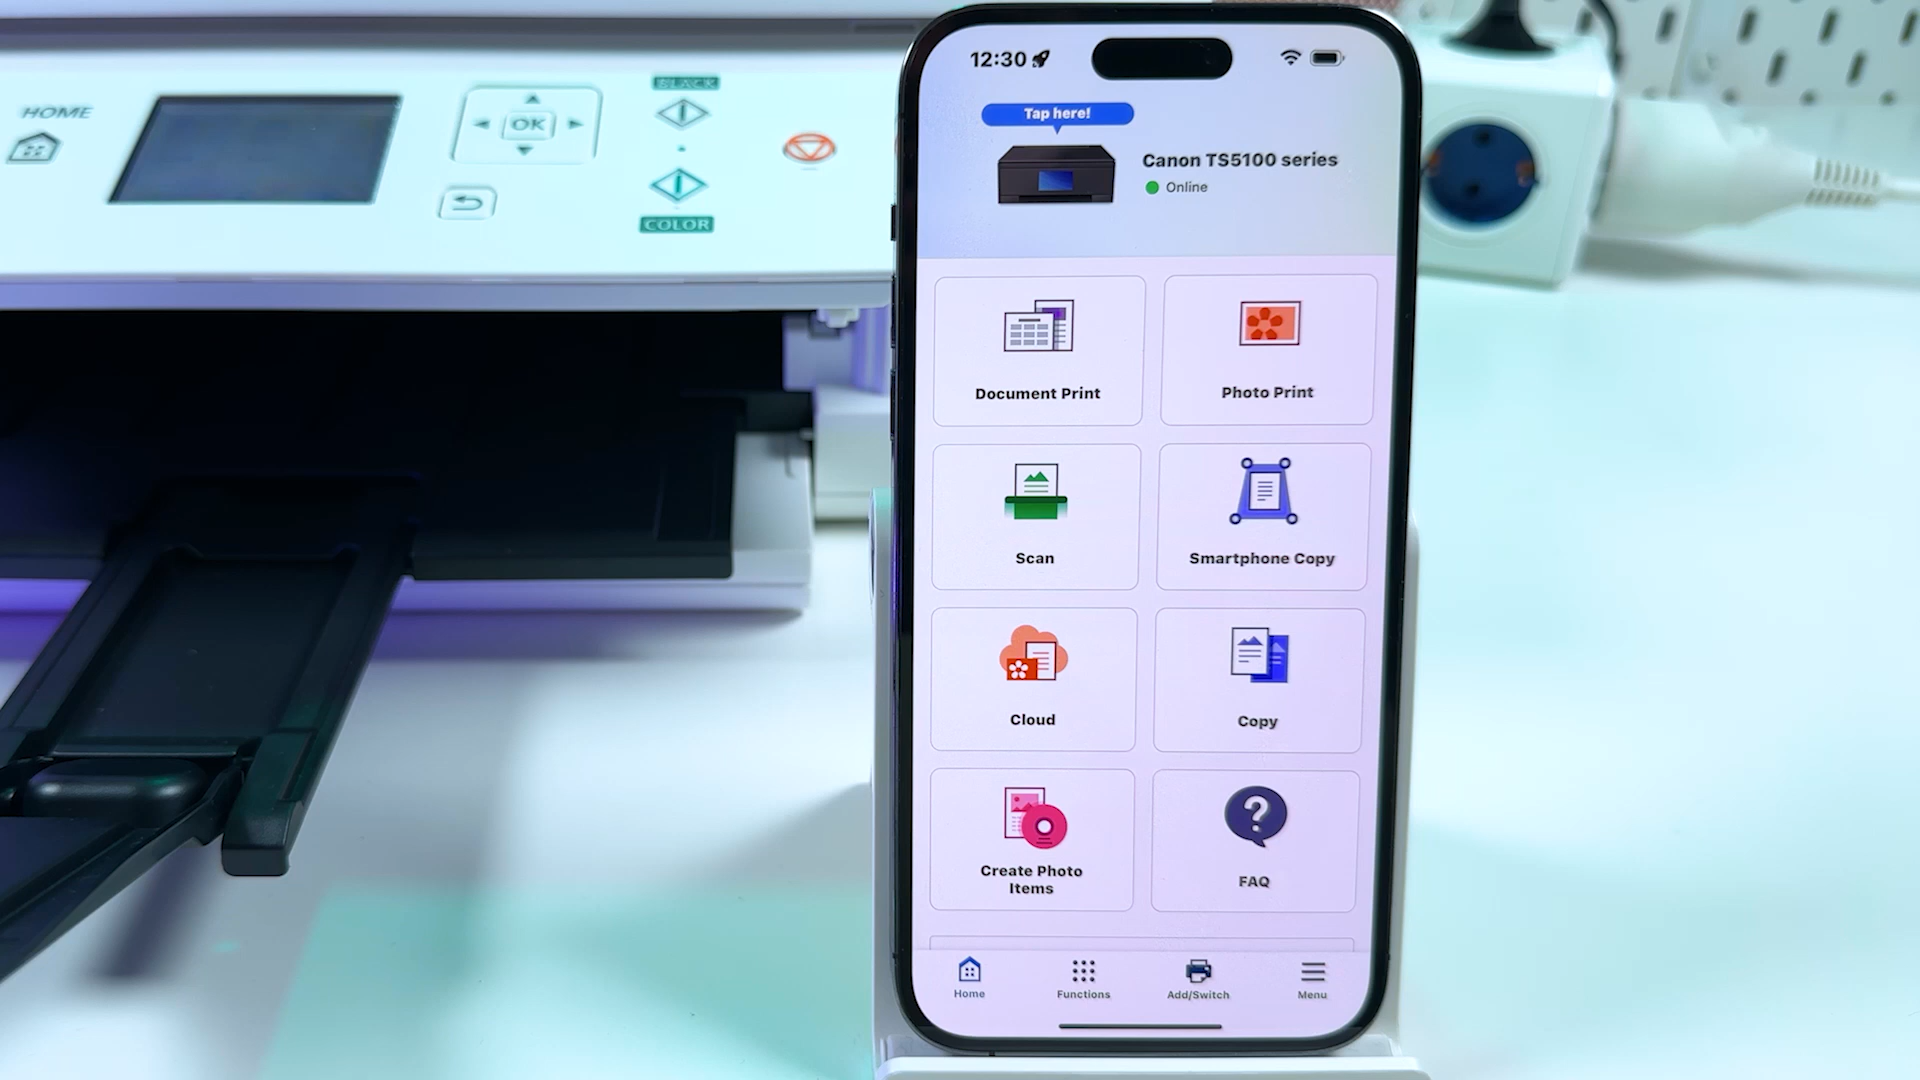 HOME
OK
BLACK
COLOR
12:30
Tap here!
Canon TS5100 series
Online
Document Print
Photo Print
Scan
Smartphone Copy
Cloud
Copy
Create Photo
Items
?
FAQ
Home
Functions
Add/Switch
Menu